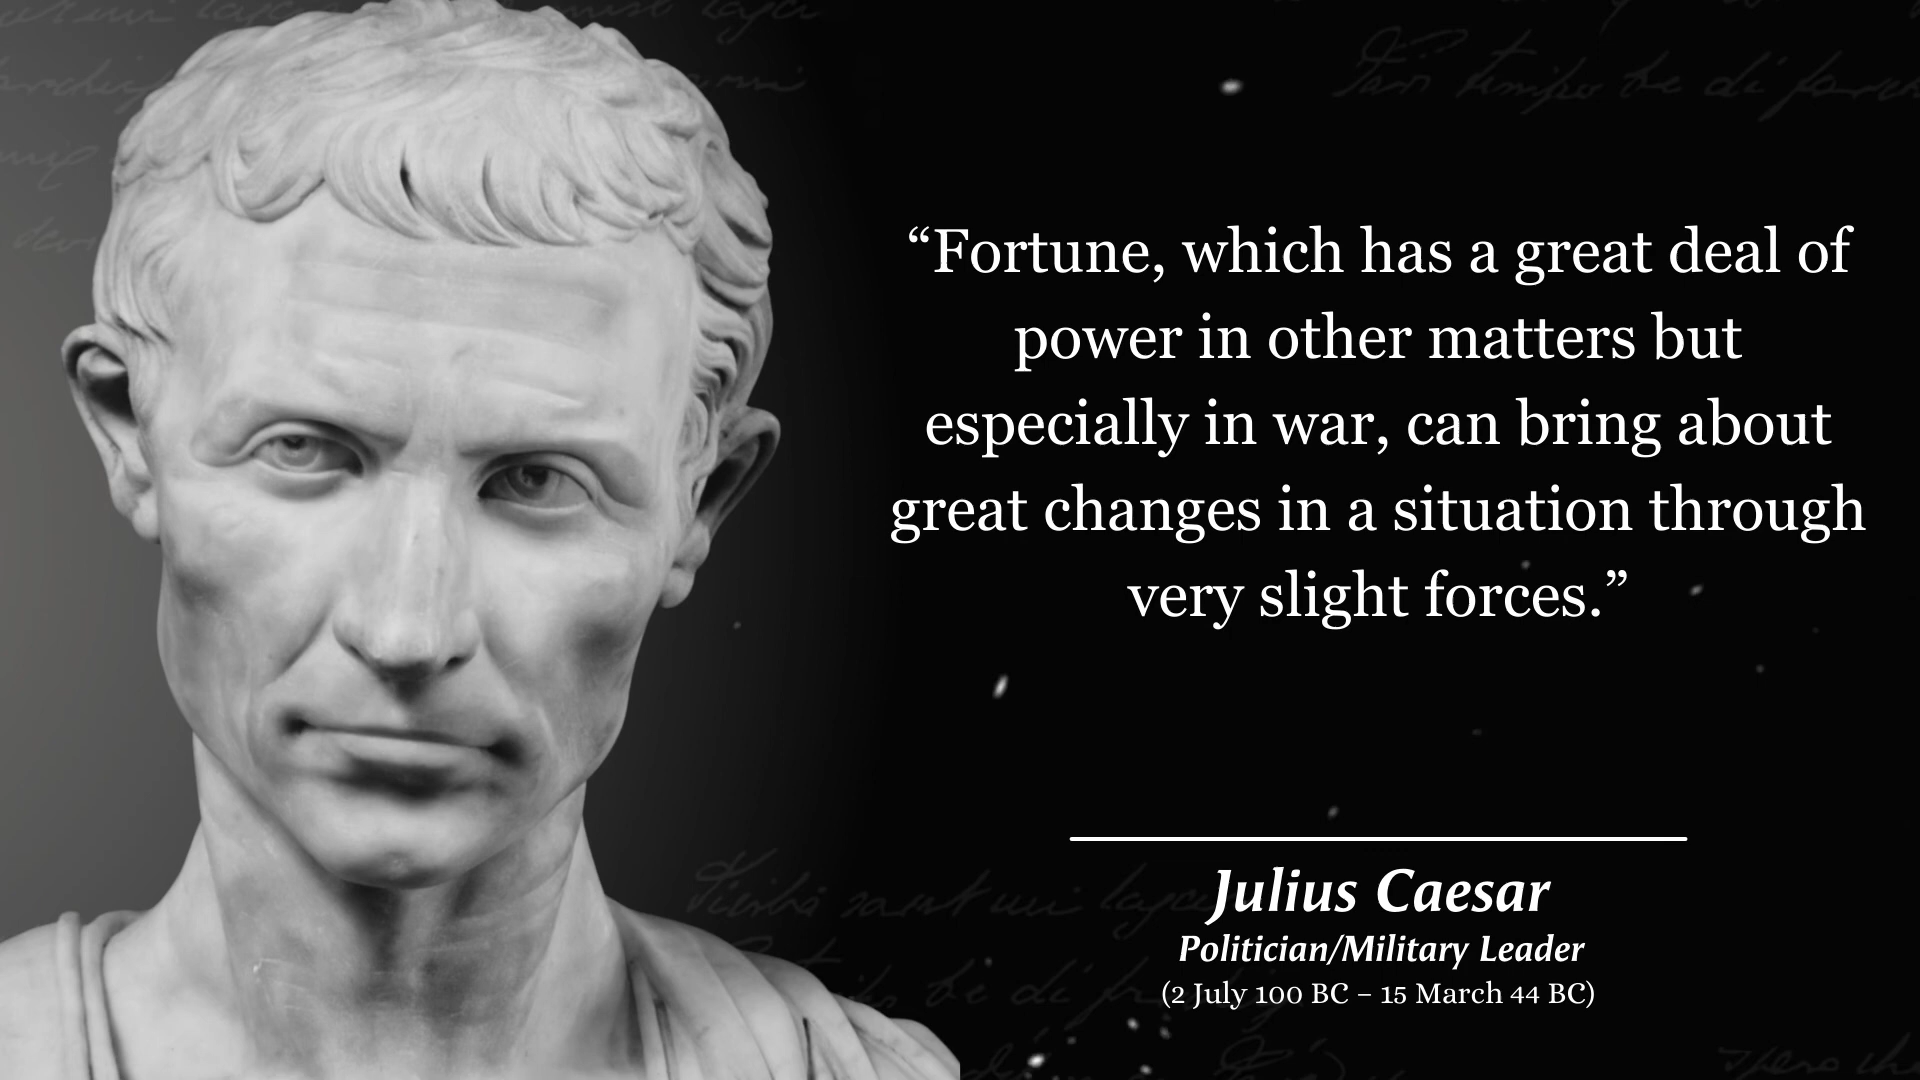 “Fortune, which has a great deal of
power in other matters but
especially in war, can bring about
great changes in a situation through
very slight forces.”
Julius Caesar
Politician/Military Leader
(2 July 100 BC – 15 March 44 BC)